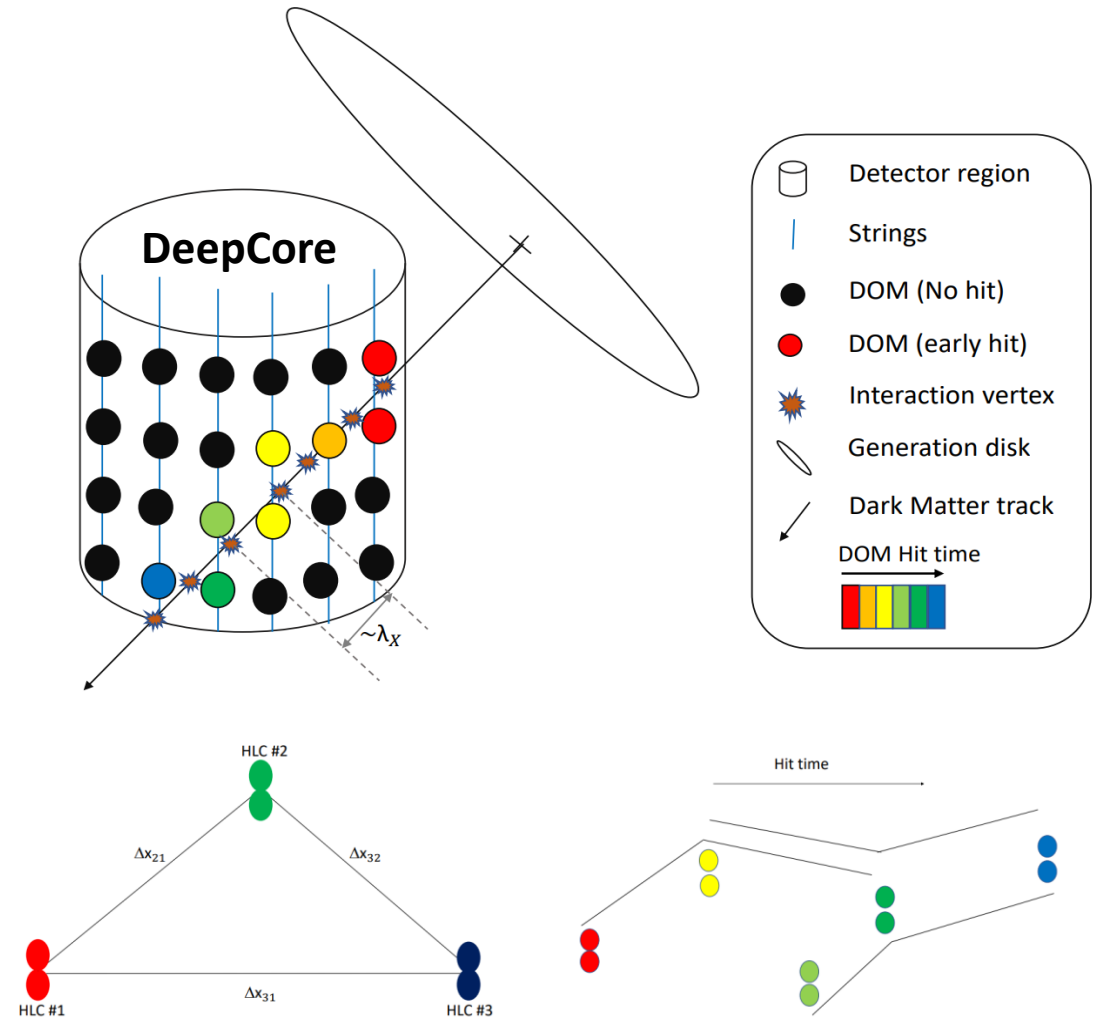 DeepCore
~λX
Detector region
Strings
DOM (No hit)
DOM (early hit)
Interaction vertex
Generation disk
Dark Matter track
DOM Hit time
HLC #2
Δx21
Δx32
HLC #1
Δx31
HLC #3
Hit time